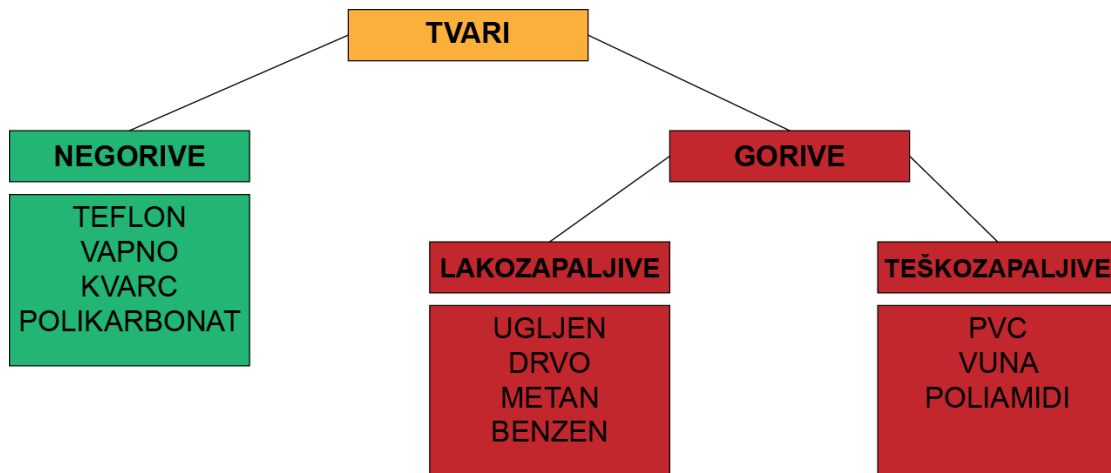 TVARI
NEGORIVE
TEFLON
VAPNO
KVARC
POLIKARBONAT
GORIVE
LAKOZAPALJIVE
UGLJEN
DRVO
METAN
BENZEN
TEŠKOZAPALJIVE
PVC
VUNA
POLIAMIDI